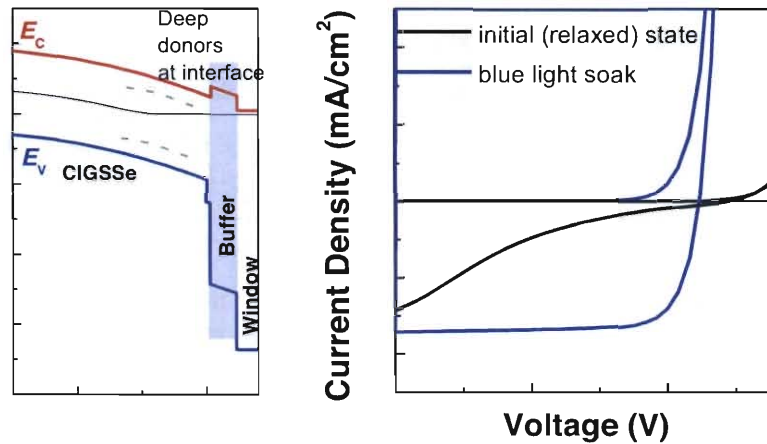 E_C
Deep
donors
at interface
E_V
CIGSSe
Buffer
Window
initial (relaxed) state
blue light soak
Current Density (mA/cm²)
Voltage (V)